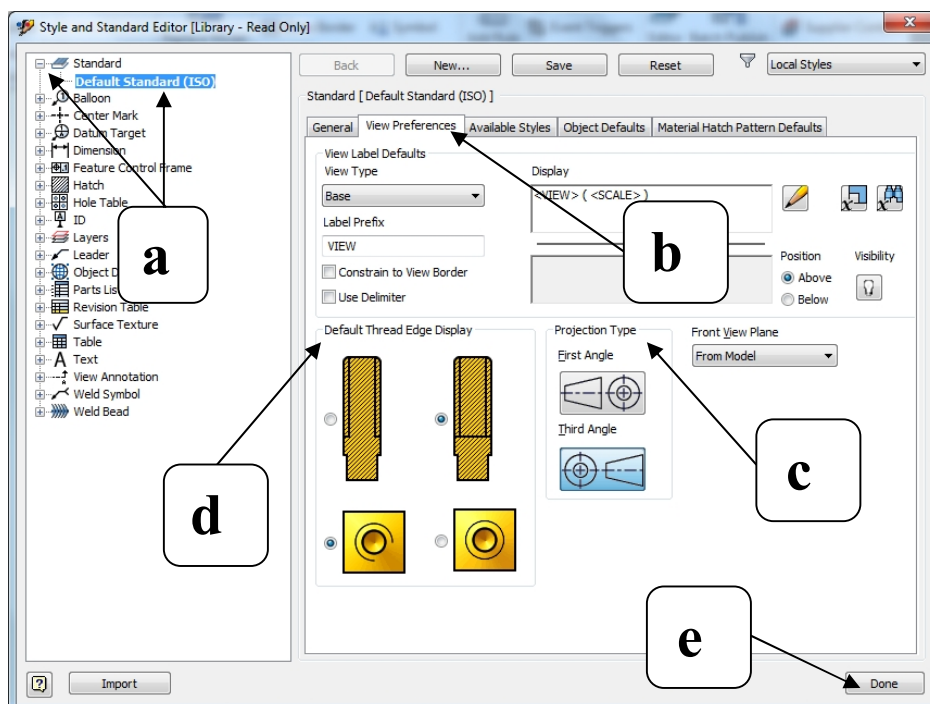 Style and Standard Editor [Library - Read Only]
Standard
Default Standard (ISO)
Balloon
Center Mark
Datum Target
Dimension
Feature Control Frame
Hatch
Hole Table
ID
Layers
Leader
Object D
Parts Lis
Revision Table
Surface Texture
Table
Text
View Annotation
Weld Symbol
Weld Bead
a
Back New... Save Reset Local Styles
Standard [ Default Standard (ISO) ]
General View Preferences Available Styles Object Defaults Material Hatch Pattern Defaults
View Label Defaults
View Type Display
Base <VIEW> ( <SCALE> )
Label Prefix
VIEW
b
Position Visibility
Constrain to View Border
Above
Use Delimiter
Below
Default Thread Edge Display Projection Type Front View Plane
First Angle From Model
Third Angle
c
d
e
Import Done